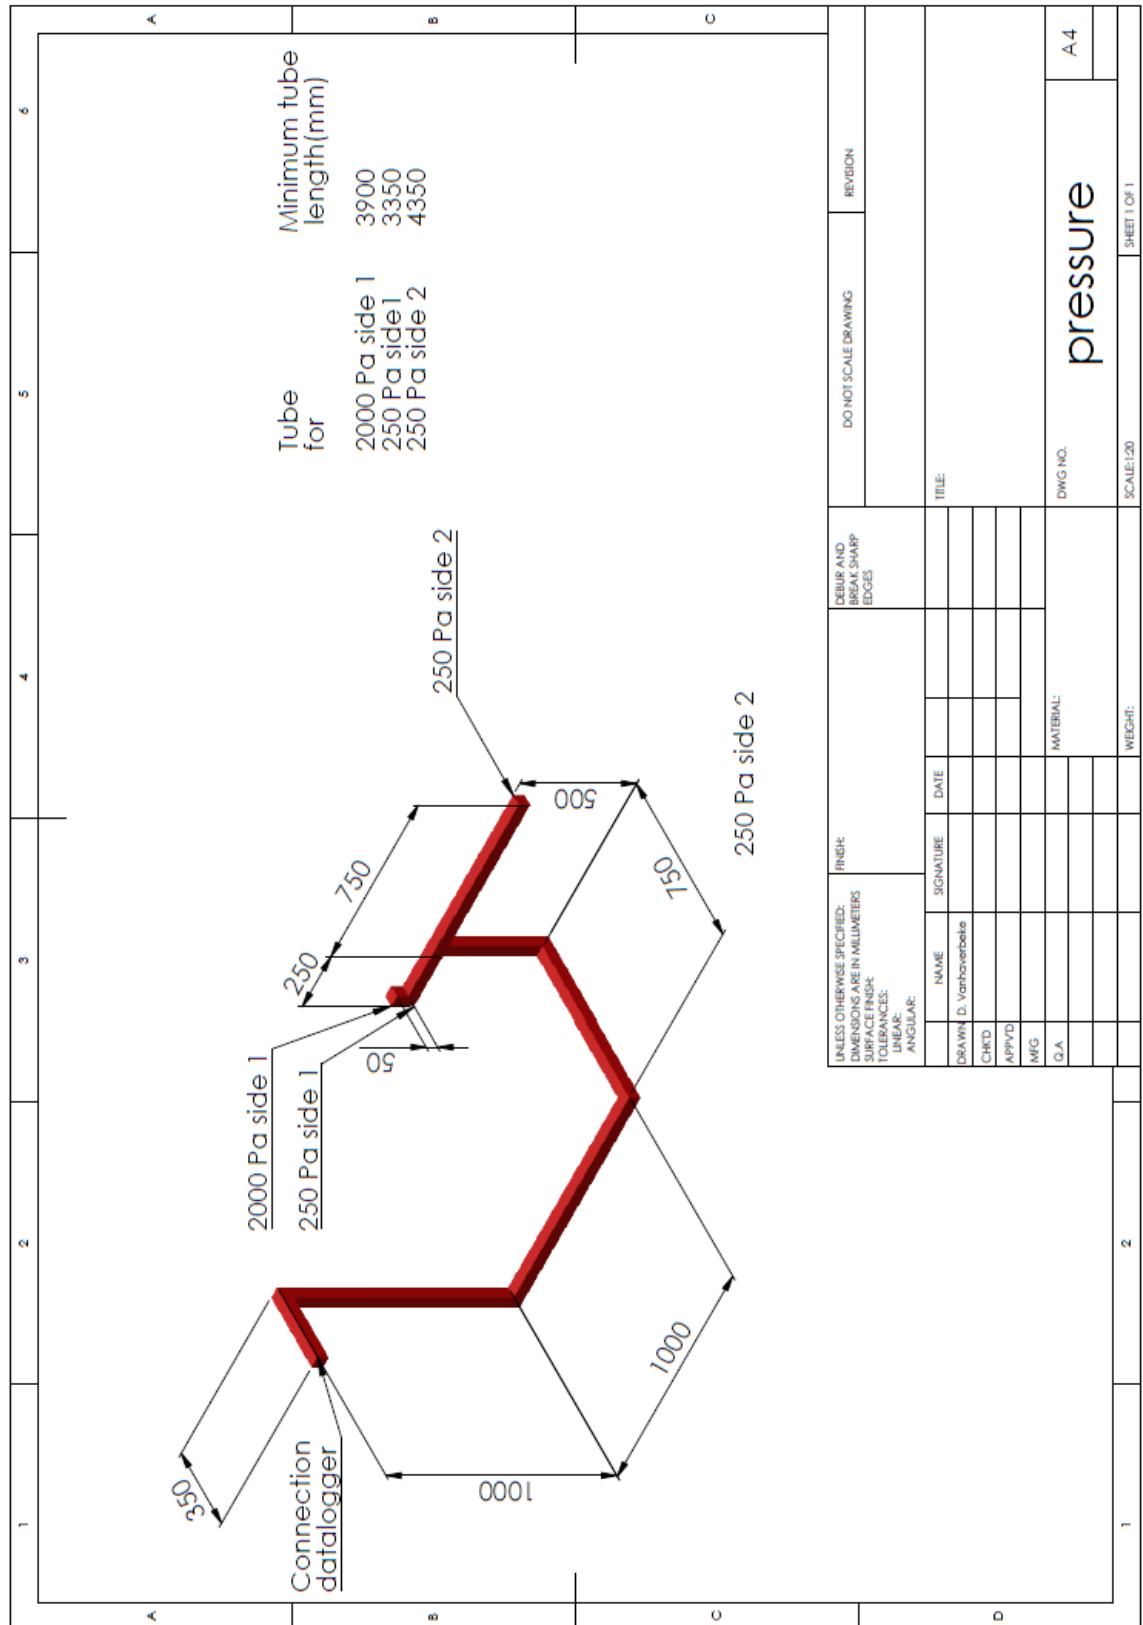 1
2
3
4
5
6
A
B
C
A
B
C
D
1
2
Tube
for
Minimum tube
length(mm)
2000 Pa side 1 3900
250 Pa side1 3350
250 Pa side 2 4350
350
Connection
datalogger
1000
1000
2000 Pa side 1
250 Pa side 1
50
250
750
500
750
250 Pa side 2
250 Pa side 2
UNLESS OTHERWISE SPECIFIED:
DIMENSIONS ARE IN MILLIMETERS
SURFACE FINISH:
TOLERANCES:
LINEAR:
ANGULAR:
FINISH:
DEBUR AND
BREAK SHARP
EDGES
DO NOT SCALE DRAWING
REVISION
NAME SIGNATURE DATE
DRAWN D. Vanhaverbeke
CHK'D
APPV'D
MFG
Q.A
MATERIAL:
WEIGHT:
TITLE:
DWG NO.
pressure
A4
SCALE:1:20
SHEET 1 OF 1